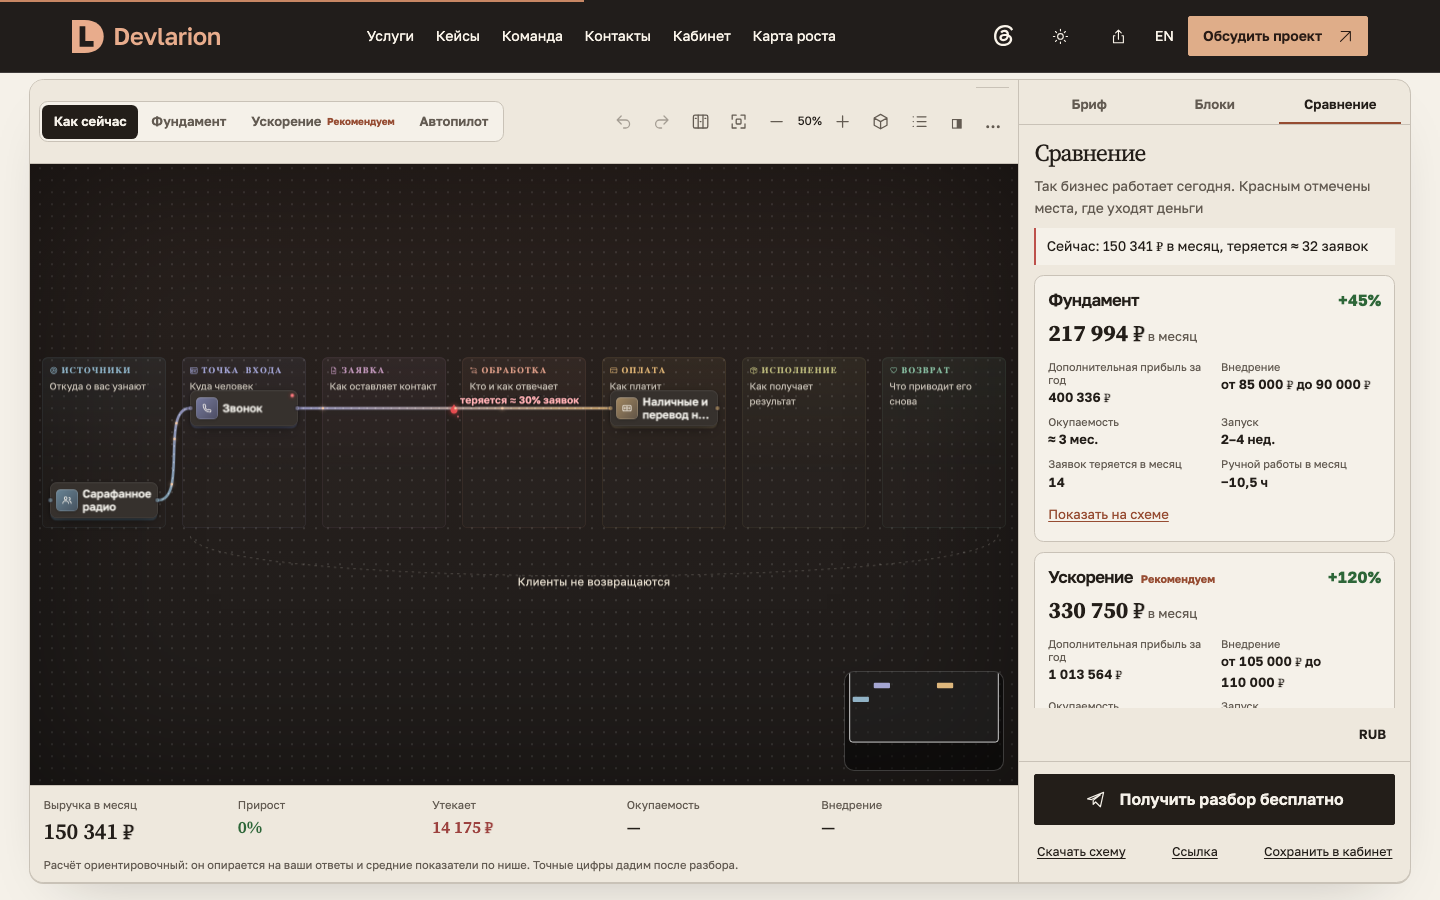 Devlarion
Услуги Кейсы Команда Контакты Кабинет Карта роста
EN
Обсудить проект
Как сейчас Фундамент Ускорение Рекомендуем Автопилот
50%
ИСТОЧНИКИ
Откуда о вас узнают
ТОЧКА ВХОДА
Куда человек
Звонок
ЗАЯВКА
Как оставляет контакт
ОБРАБОТКА
Кто и как отвечает
теряется ≈ 30% заявок
ОПЛАТА
Как платит
Наличные и
перевод н...
ИСПОЛНЕНИЕ
Как получает
результат
ВОЗВРАТ
Что приводит его
снова
Сарафанное
радио
Клиенты не возвращаются
Выручка в месяц
150 341 ₽
Прирост
0%
Утекает
14 175 ₽
Окупаемость
—
Внедрение
—
Расчёт ориентировочный: он опирается на ваши ответы и средние показатели по нише. Точные цифры дадим после разбора.
Бриф Блоки Сравнение
Сравнение
Так бизнес работает сегодня. Красным отмечены
места, где уходят деньги
Сейчас: 150 341 ₽ в месяц, теряется ≈ 32 заявок
Фундамент +45%
217 994 ₽ в месяц
Дополнительная прибыль за
год
400 336 ₽
Внедрение
от 85 000 ₽ до 90 000 ₽
Окупаемость
≈ 3 мес.
Запуск
2–4 нед.
Заявок теряется в месяц
14
Ручной работы в месяц
−10,5 ч
Показать на схеме
Ускорение Рекомендуем +120%
330 750 ₽ в месяц
Дополнительная прибыль за
год
1 013 564 ₽
Внедрение
от 105 000 ₽ до
110 000 ₽
Окупаемость
Запуск
RUB
Получить разбор бесплатно
Скачать схему Ссылка Сохранить в кабинет